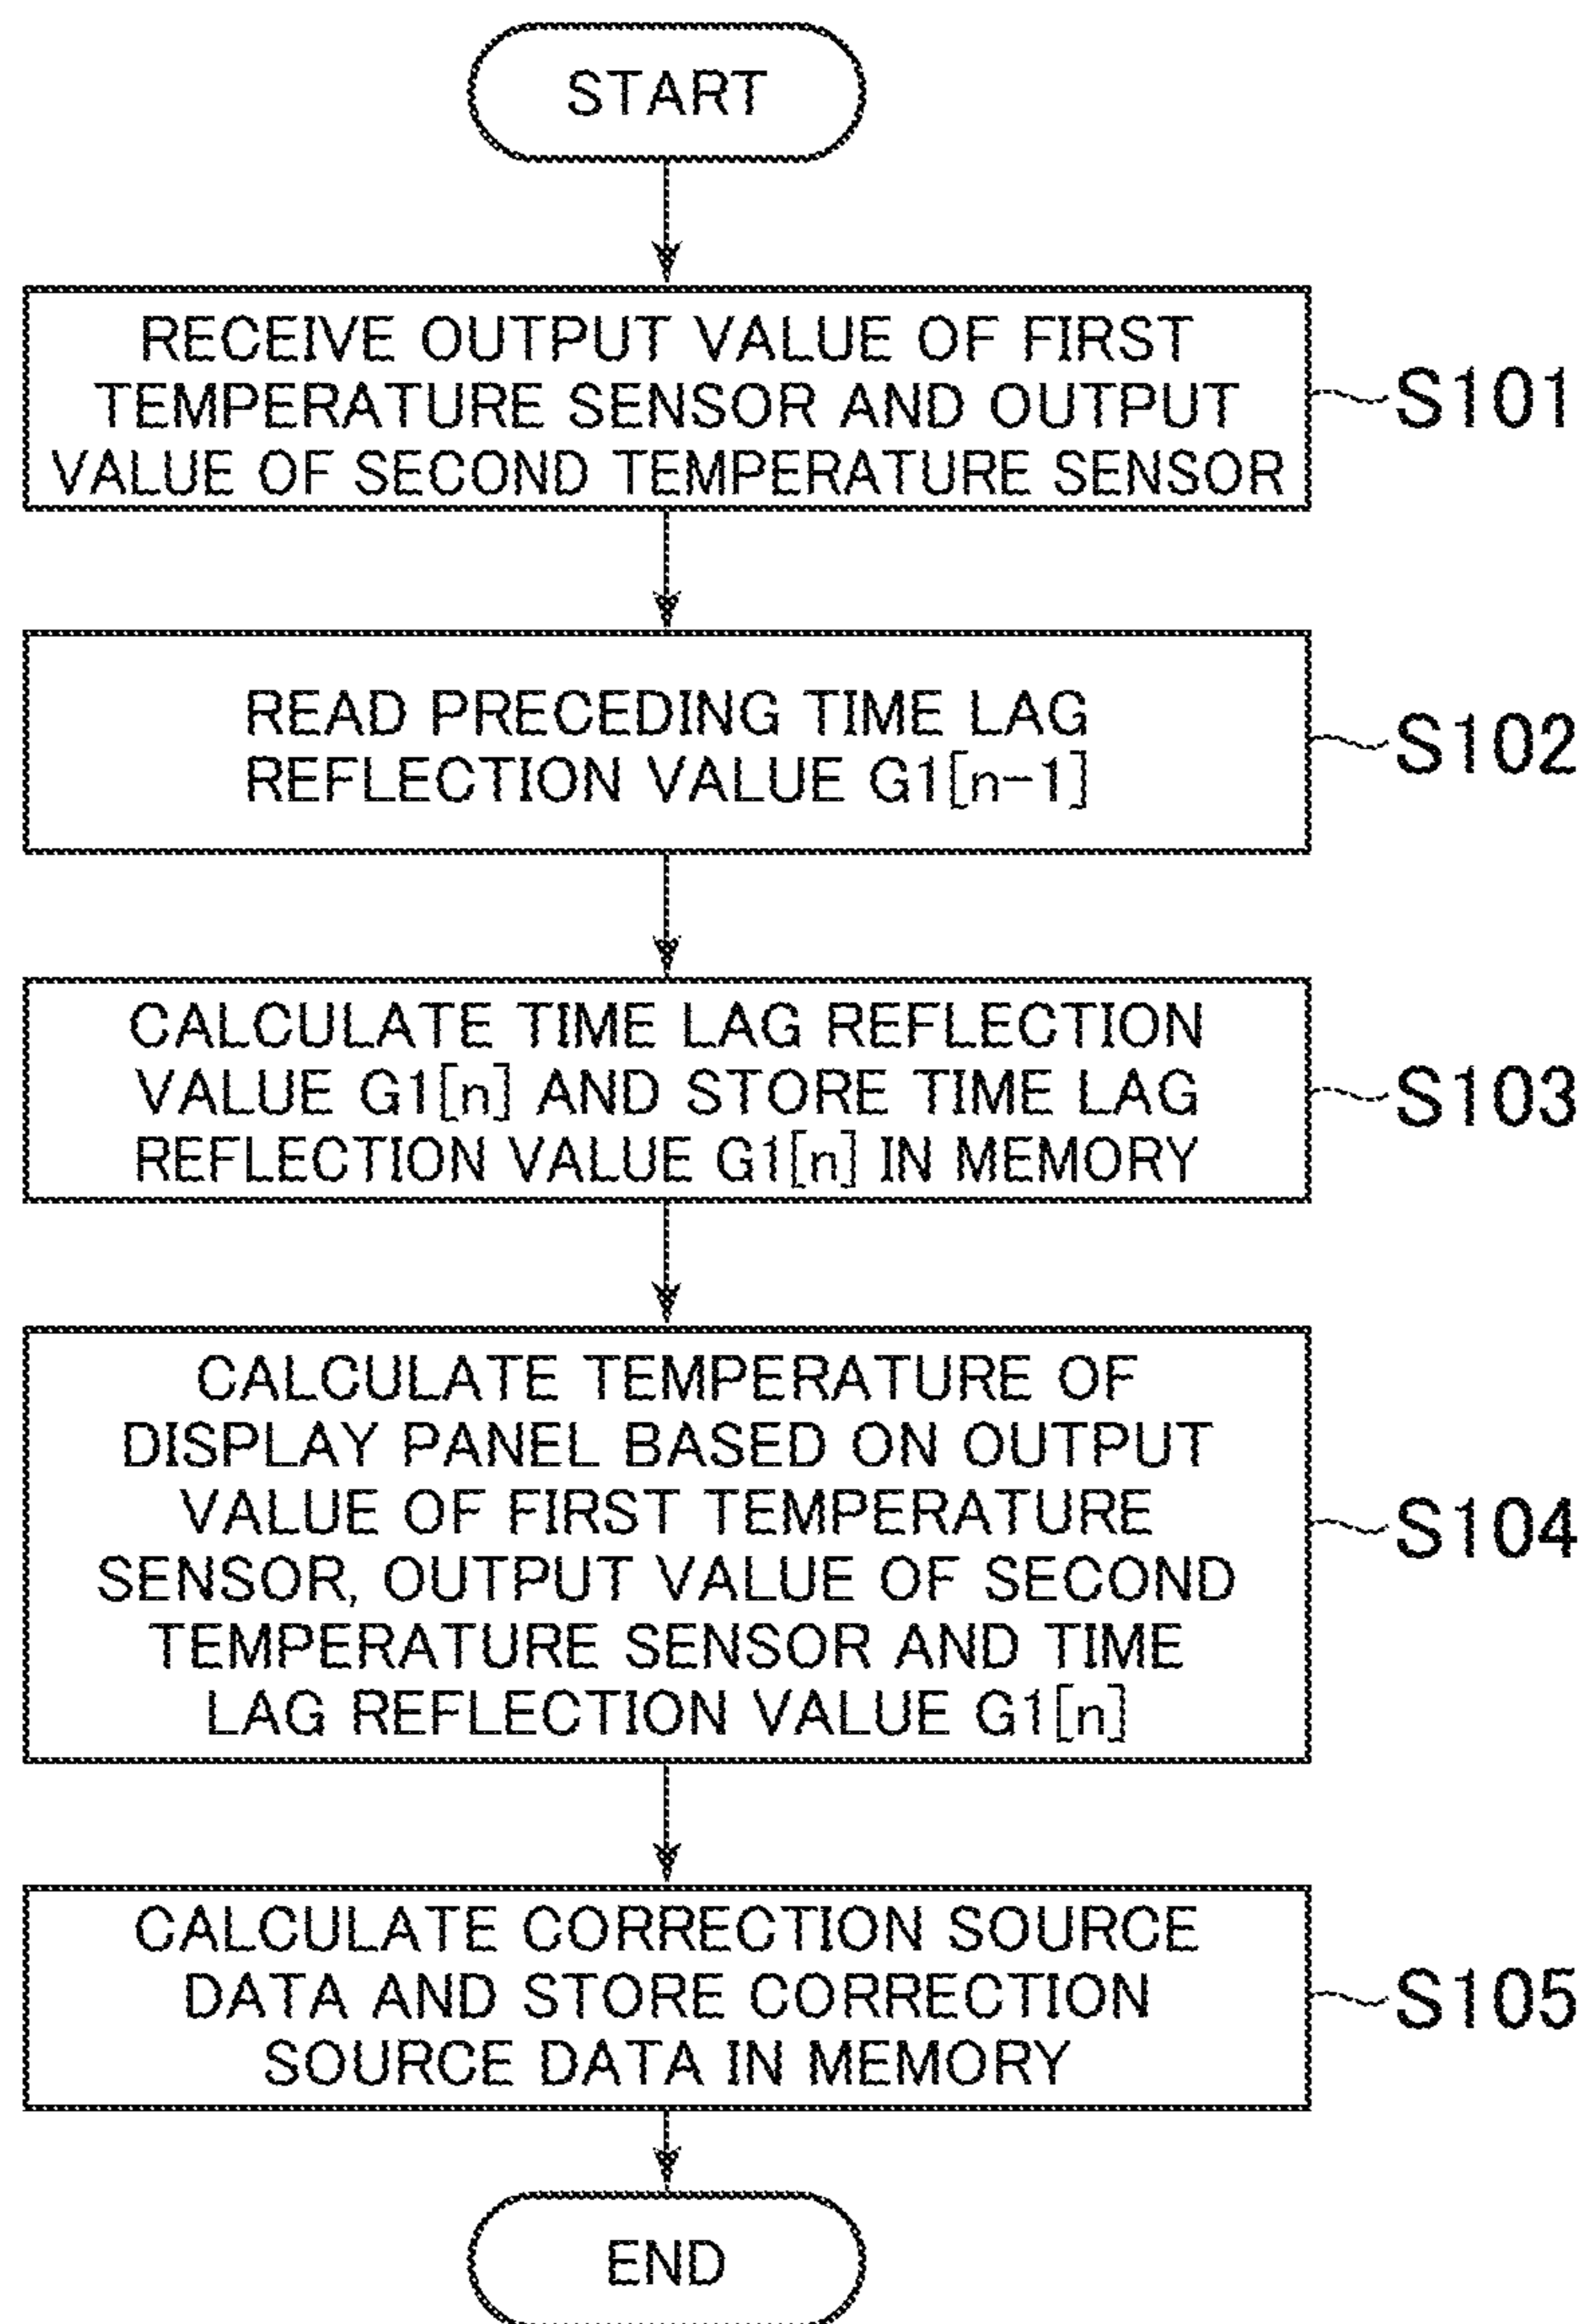 START
RECEIVE OUTPUT VALUE OF FIRST
TEMPERATURE SENSOR AND OUTPUT
VALUE OF SECOND TEMPERATURE SENSOR
S101
READ PRECEDING TIME LAG
REFLECTION VALUE G1[n-1]
S102
CALCULATE TIME LAG REFLECTION
VALUE G1[n] AND STORE TIME LAG
REFLECTION VALUE G1[n] IN MEMORY
S103
CALCULATE TEMPERATURE OF
DISPLAY PANEL BASED ON OUTPUT
VALUE OF FIRST TEMPERATURE
SENSOR, OUTPUT VALUE OF SECOND
TEMPERATURE SENSOR AND TIME
LAG REFLECTION VALUE G1[n]
S104
CALCULATE CORRECTION SOURCE
DATA AND STORE CORRECTION
SOURCE DATA IN MEMORY
S105
END